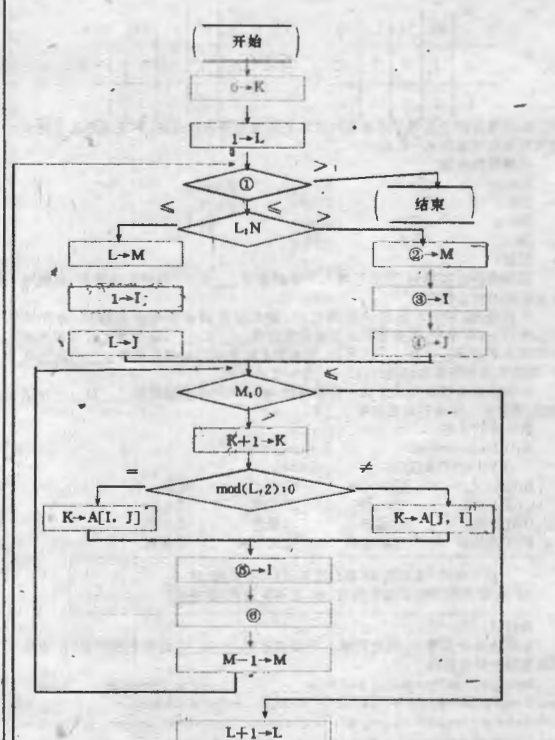 开始
0→K
1→L
>
①
结束
≤
≤
>
L:N
L→M
②→M
1→I
③→I
L→J
④→J
≤
M:0
>
K+1→K
=
≠
mod(L,2):0
K→A[I, J]
K→A[J, I]
⑤→I
⑥
M−1→M
L+1→L